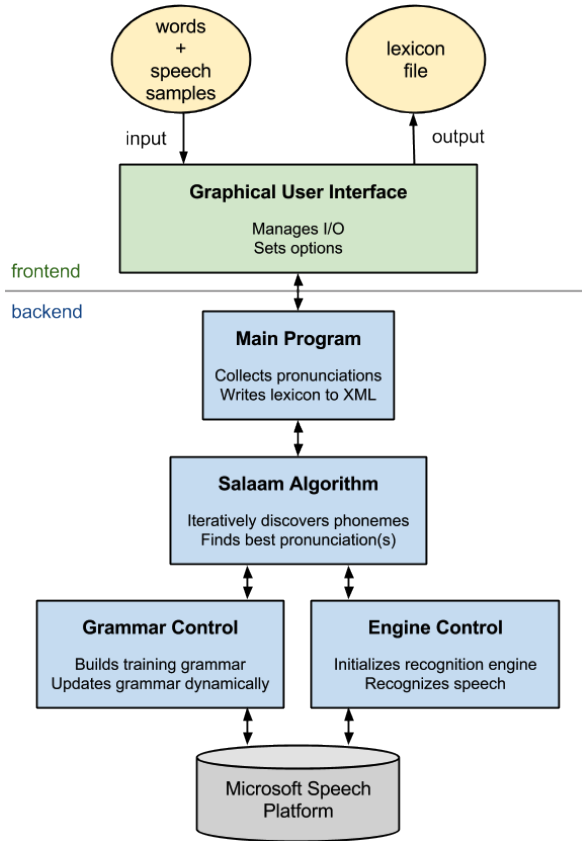 words
+
speech
samples
lexicon
file
input
output
Graphical User Interface
Manages I/O
Sets options
frontend
backend
Main Program
Collects pronunciations
Writes lexicon to XML
Salaam Algorithm
Iteratively discovers phonemes
Finds best pronunciation(s)
Grammar Control
Builds training grammar
Updates grammar dynamically
Engine Control
Initializes recognition engine
Recognizes speech
Microsoft Speech
Platform